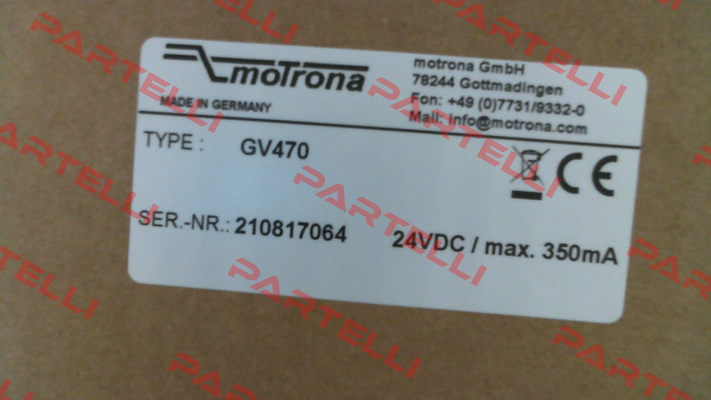 moTrona
MADE IN GERMANY
motrona GmbH
78244 Gottmadingen
Fon: +49 (0)7731/9332-0
Mail: info@motrona.com
TYPE : GV470
CE
SER.-NR.: 210817064 24VDC / max. 350mA
PARTELLI
PARTELLI
PARTELLI
PARTELLI
PARTELLI
PARTELLI
PARTELLI
PARTELLI